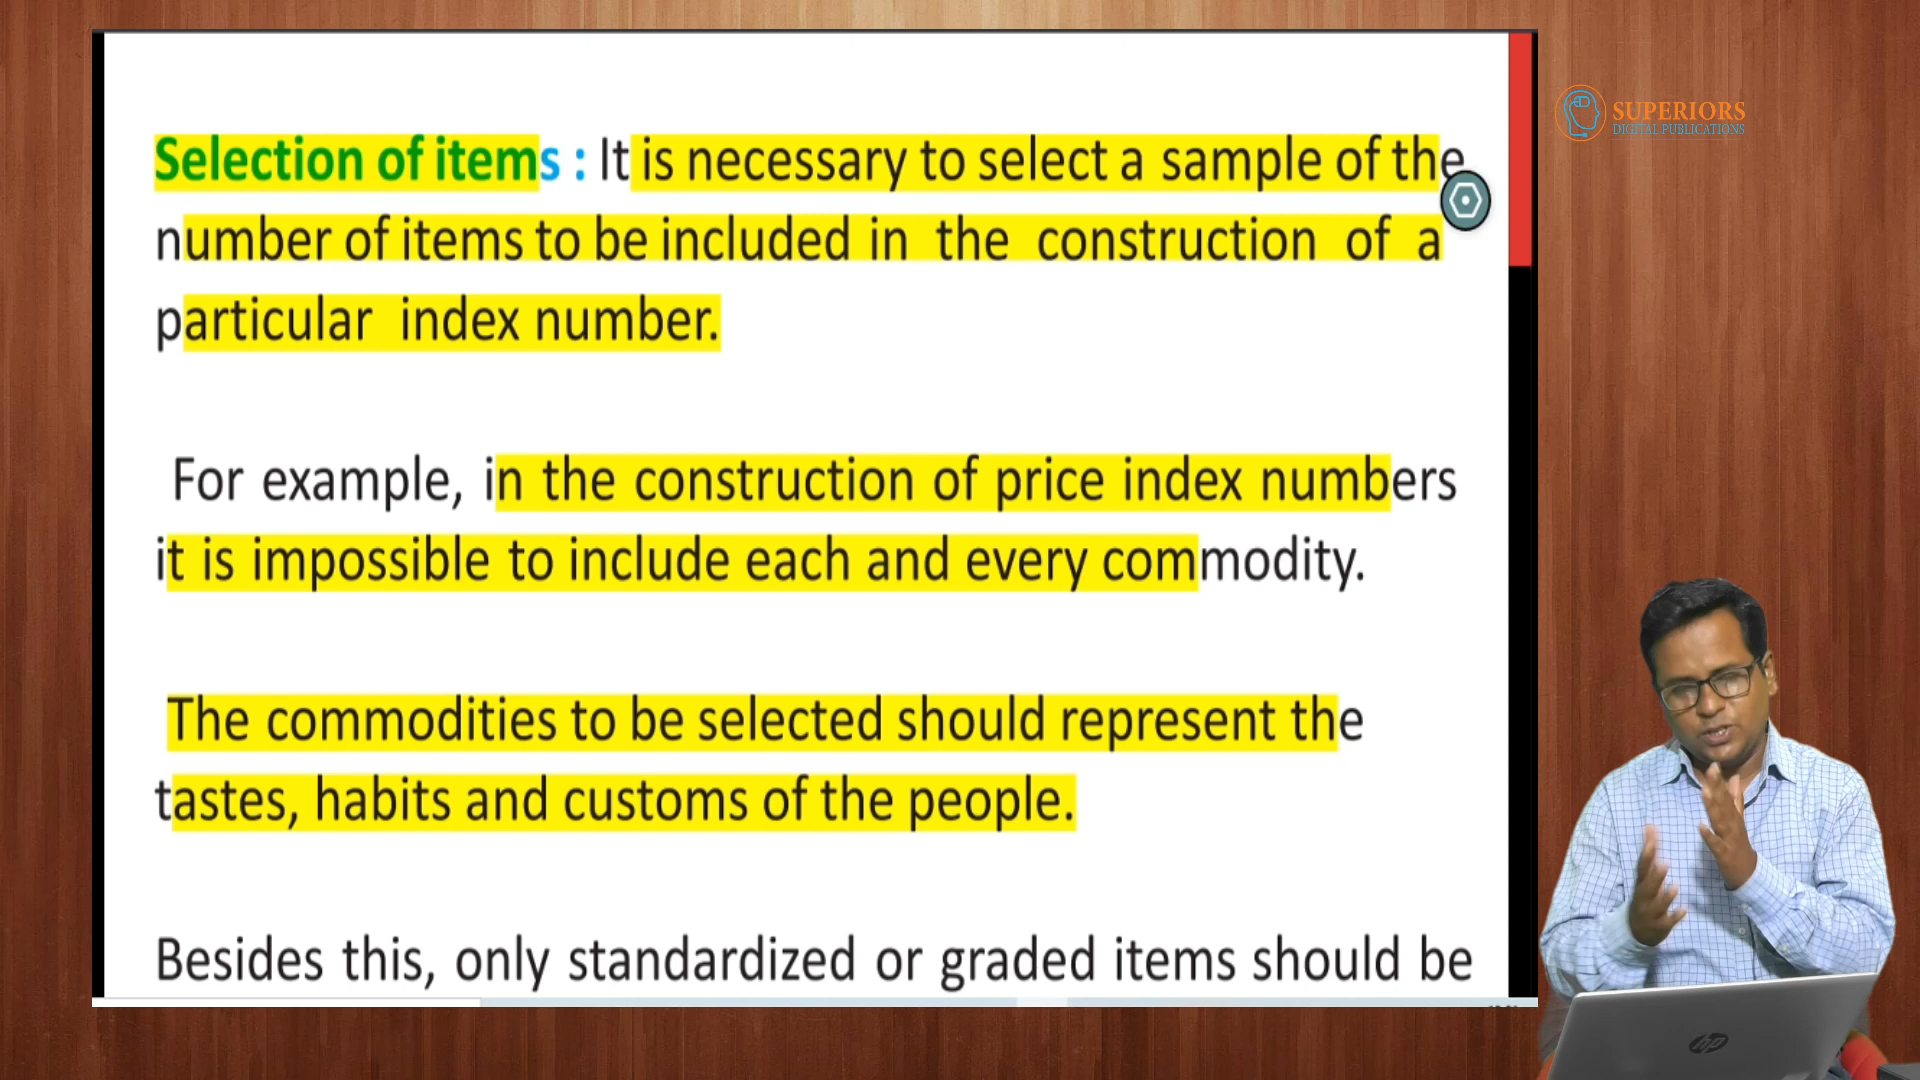 Selection of items : It is necessary to select a sample of the
number of items to be included in the construction of a
particular index number.
For example, in the construction of price index numbers
it is impossible to include each and every commodity.
The commodities to be selected should represent the
tastes, habits and customs of the people.
Besides this, only standardized or graded items should be
SUPERIORS
DIGITAL PUBLICATIONS
hp